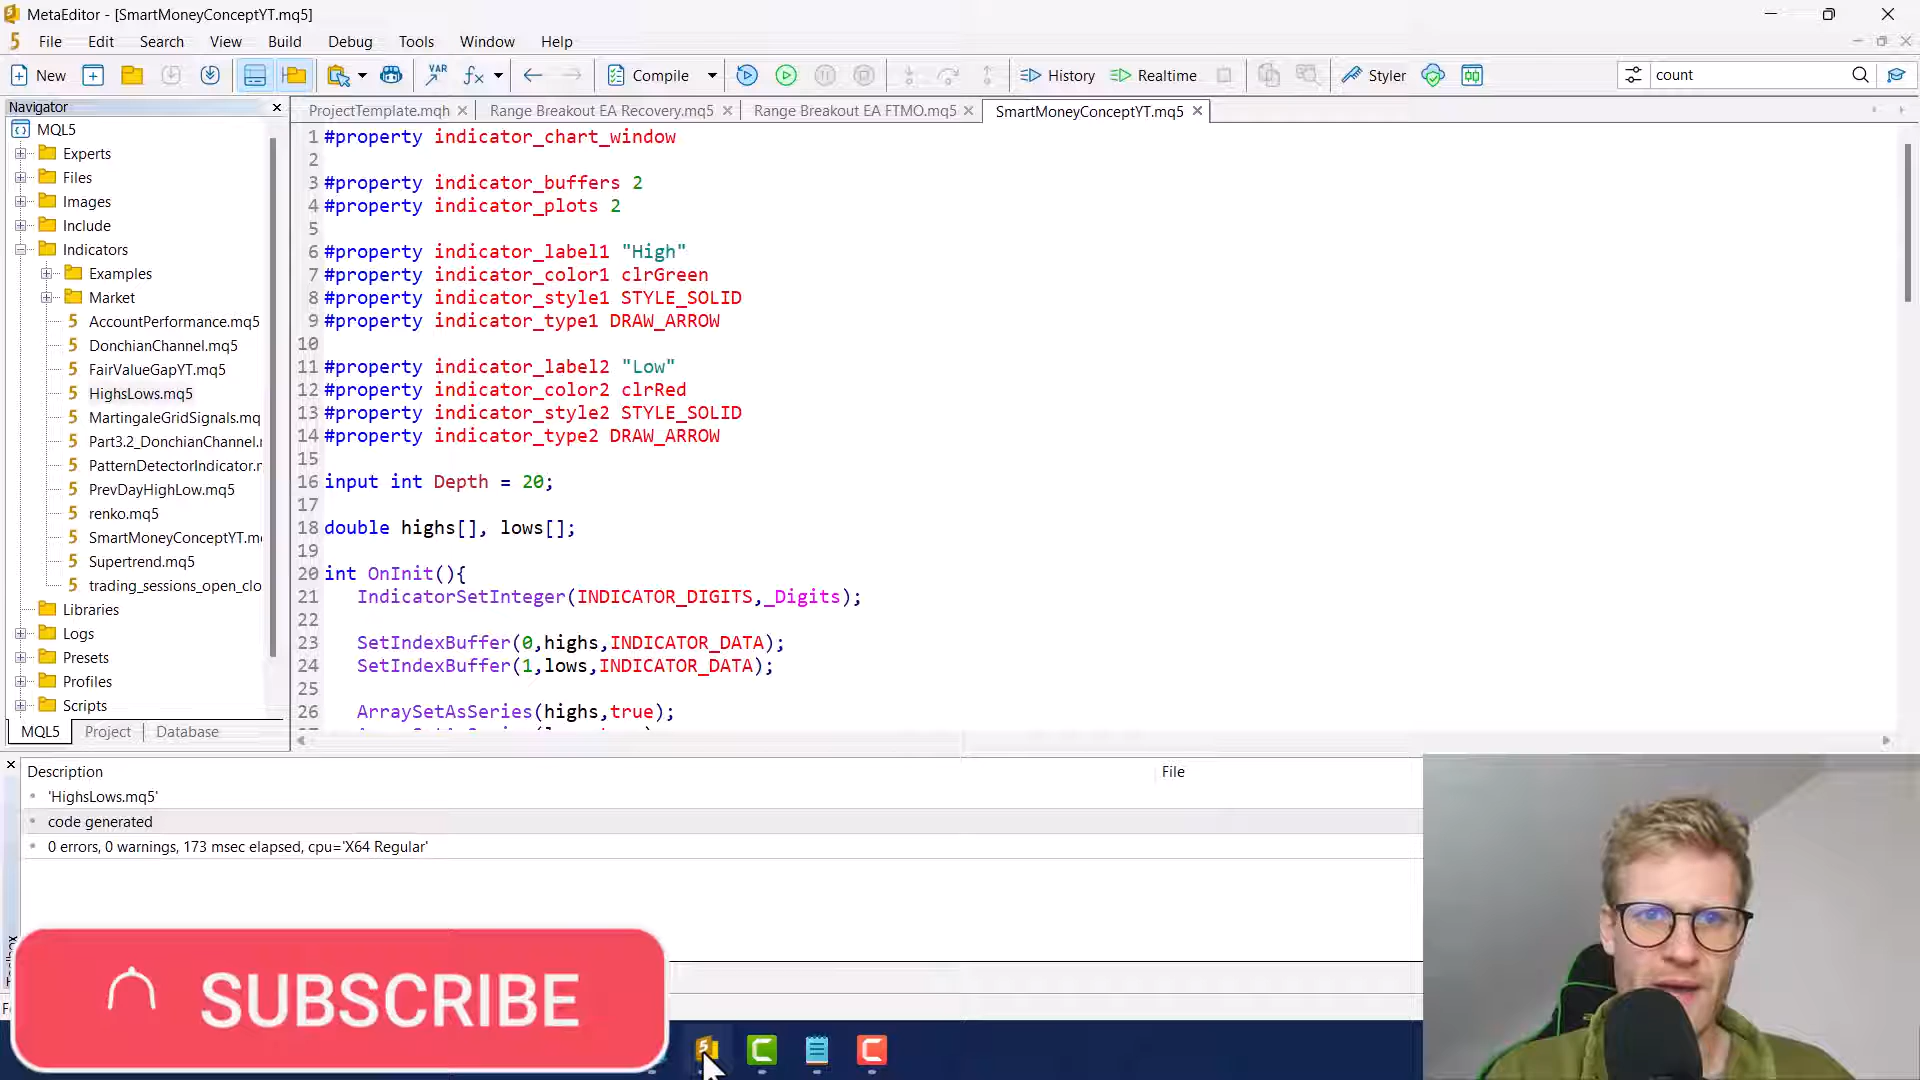 MetaEditor - [SmartMoneyConceptYT.mq5]
File Edit Search View Build Debug Tools Window Help
New VAR Compile History Realtime Styler count
Navigator
MQL5
Experts
Files
Images
Include
Indicators
Examples
Market
AccountPerformance.mq5
DonchianChannel.mq5
FairValueGapYT.mq5
HighsLows.mq5
MartingaleGridSignals.mq
Part3.2_DonchianChannel.
PatternDetectorIndicator.
PrevDayHighLow.mq5
renko.mq5
SmartMoneyConceptYT.m
Supertrend.mq5
trading_sessions_open_clo
Libraries
Logs
Presets
Profiles
Scripts
MQL5 Project Database
ProjectTemplate.mqh Range Breakout EA Recovery.mq5 Range Breakout EA FTMO.mq5 SmartMoneyConceptYT.mq5
1 #property indicator_chart_window
2
3 #property indicator_buffers 2
4 #property indicator_plots 2
5
6 #property indicator_label1 "High"
7 #property indicator_color1 clrGreen
8 #property indicator_style1 STYLE_SOLID
9 #property indicator_type1 DRAW_ARROW
10
11 #property indicator_label2 "Low"
12 #property indicator_color2 clrRed
13 #property indicator_style2 STYLE_SOLID
14 #property indicator_type2 DRAW_ARROW
15
16 input int Depth = 20;
17
18 double highs[], lows[];
19
20 int OnInit(){
21 IndicatorSetInteger(INDICATOR_DIGITS,_Digits);
22
23 SetIndexBuffer(0,highs,INDICATOR_DATA);
24 SetIndexBuffer(1,lows,INDICATOR_DATA);
25
26 ArraySetAsSeries(highs,true);
Description File
'HighsLows.mq5'
code generated
0 errors, 0 warnings, 173 msec elapsed, cpu='X64 Regular'
SUBSCRIBE